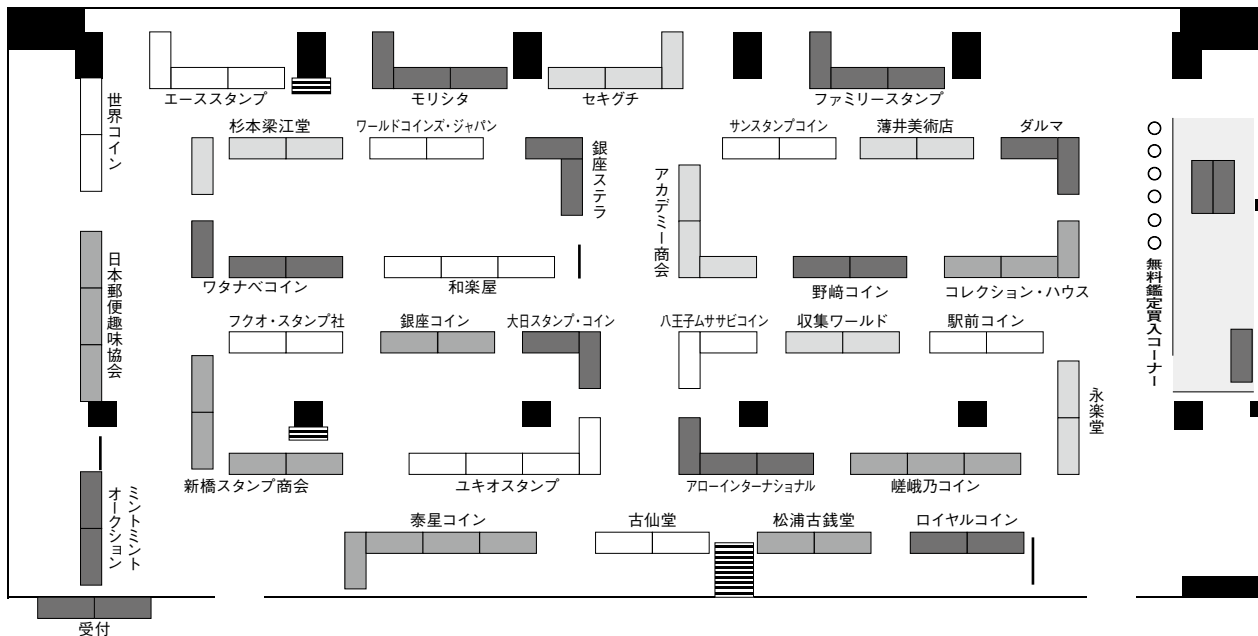 世界コイン
エーススタンプ
モリシタ
セキグチ
ファミリースタンプ
杉本梁江堂
ワールドコインズ・ジャパン
銀座ステラ
サンスタンプコイン
薄井美術店
ダルマ
アカデミー商会
日本郵便趣味協会
ワタナベコイン
和楽屋
野﨑コイン
コレクション・ハウス
○○○○○○無料鑑定買入コーナー
フクオ・スタンプ社
銀座コイン
大日スタンプ・コイン
八王子ムササビコイン
収集ワールド
駅前コイン
永楽堂
新橋スタンプ商会
ユキオスタンプ
アローインターナショナル
嵯峨乃コイン
ミントミント
オークション
泰星コイン
古仙堂
松浦古銭堂
ロイヤルコイン
受付